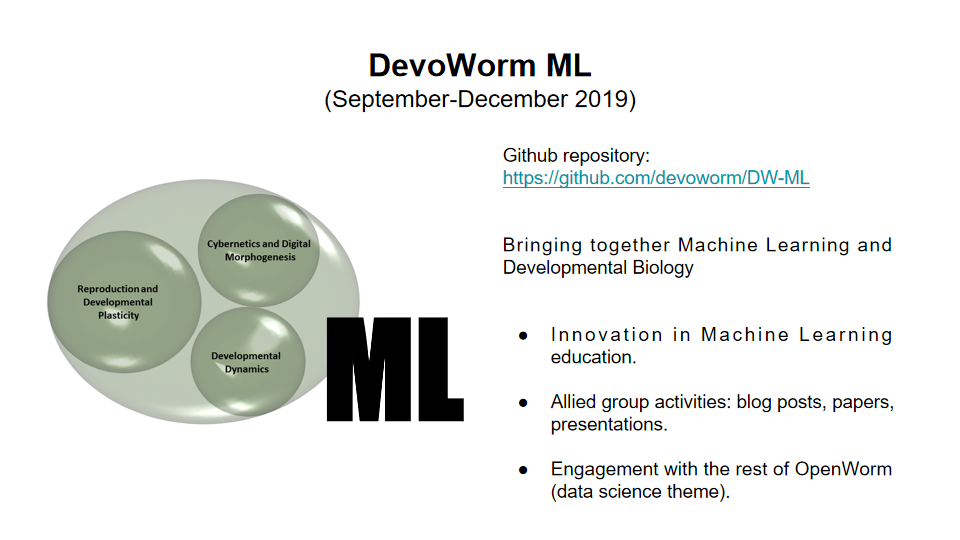 DevoWorm ML
(September-December 2019)
Github repository:
https://github.com/devoworm/DW-ML
Bringing together Machine Learning and
Developmental Biology
Cybernetics and Digital
Morphogenesis
Reproduction and
Developmental
Plasticity
Developmental
Dynamics
ML
● Innovation in Machine Learning
education.
● Allied group activities: blog posts, papers,
presentations.
● Engagement with the rest of OpenWorm
(data science theme).